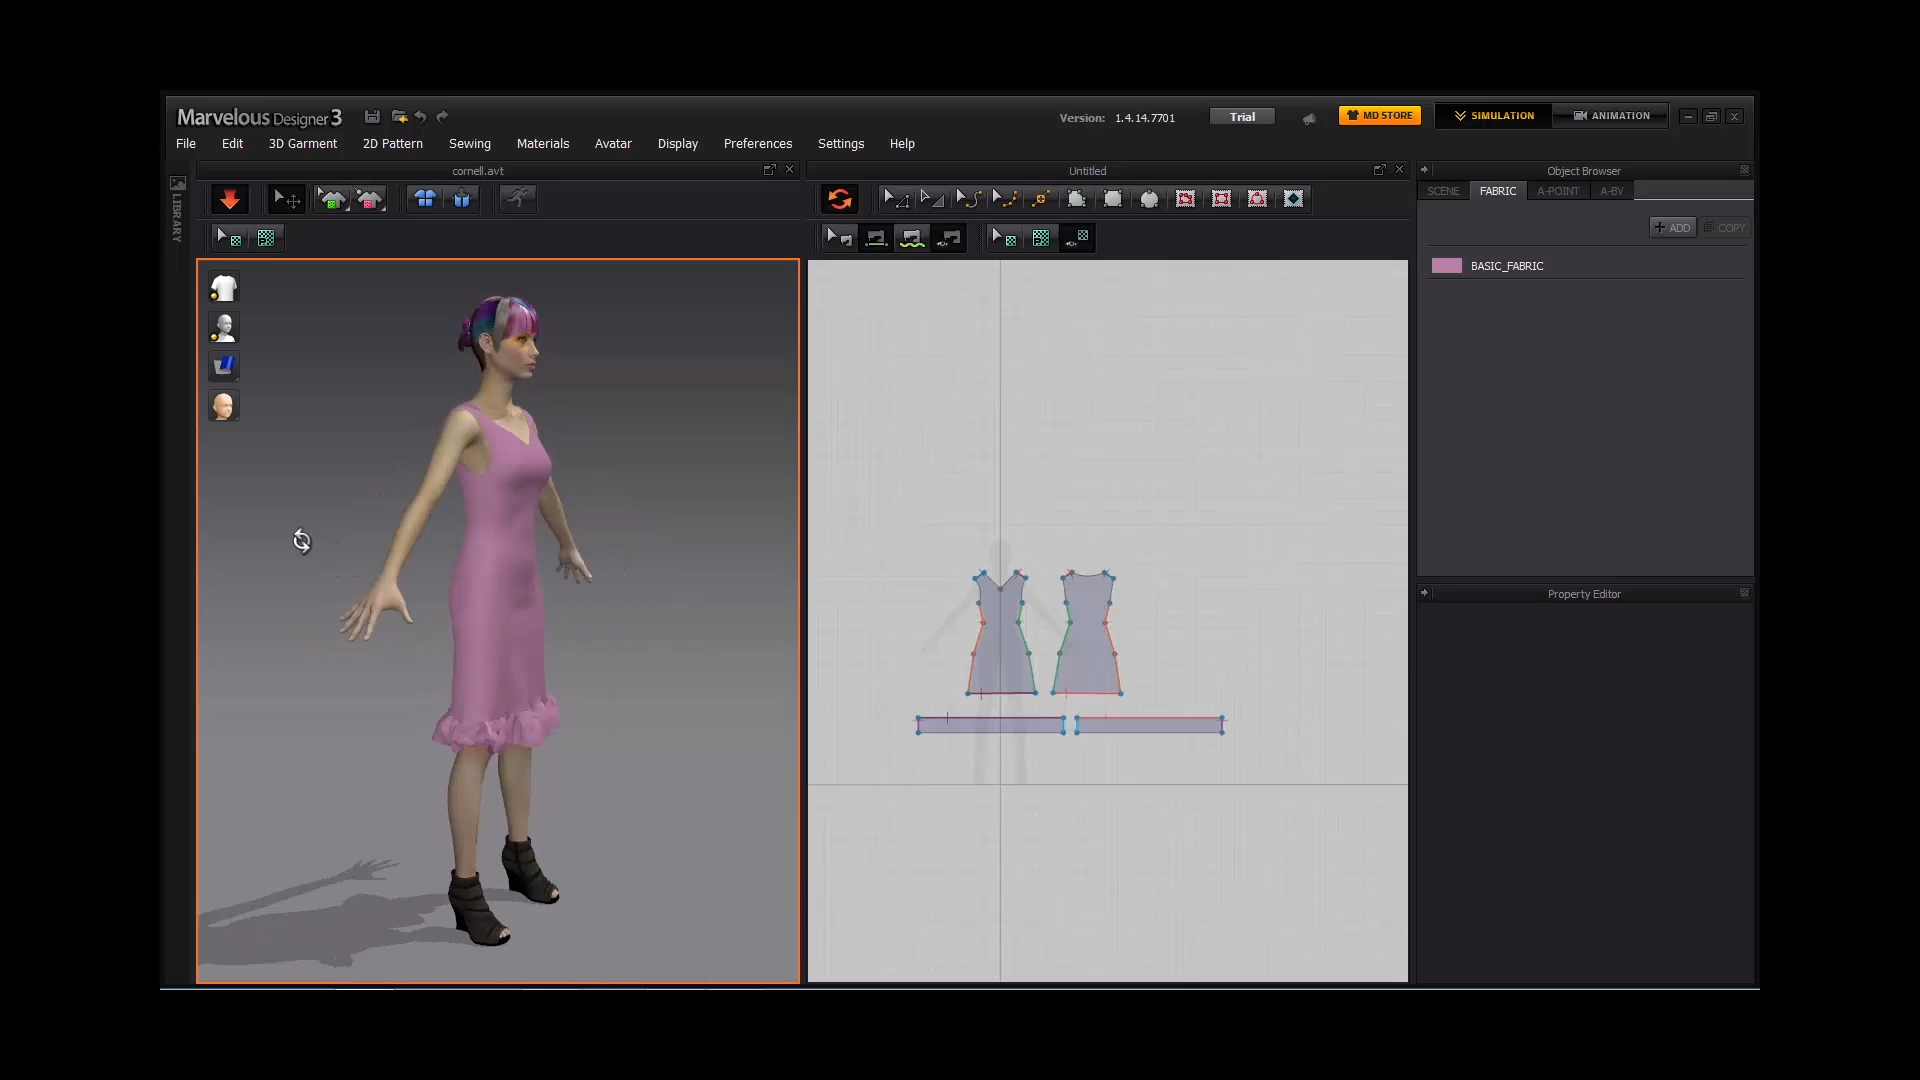 Marvelous Designer 3
Version: 1.4.14.7701
Trial
MD STORE
SIMULATION
ANIMATION
File Edit 3D Garment 2D Pattern Sewing Materials Avatar Display Preferences Settings Help
cornell.avt
Untitled
Object Browser
LIBRARY
SCENE FABRIC A-POINT A-BV
+ ADD COPY
BASIC_FABRIC
Property Editor